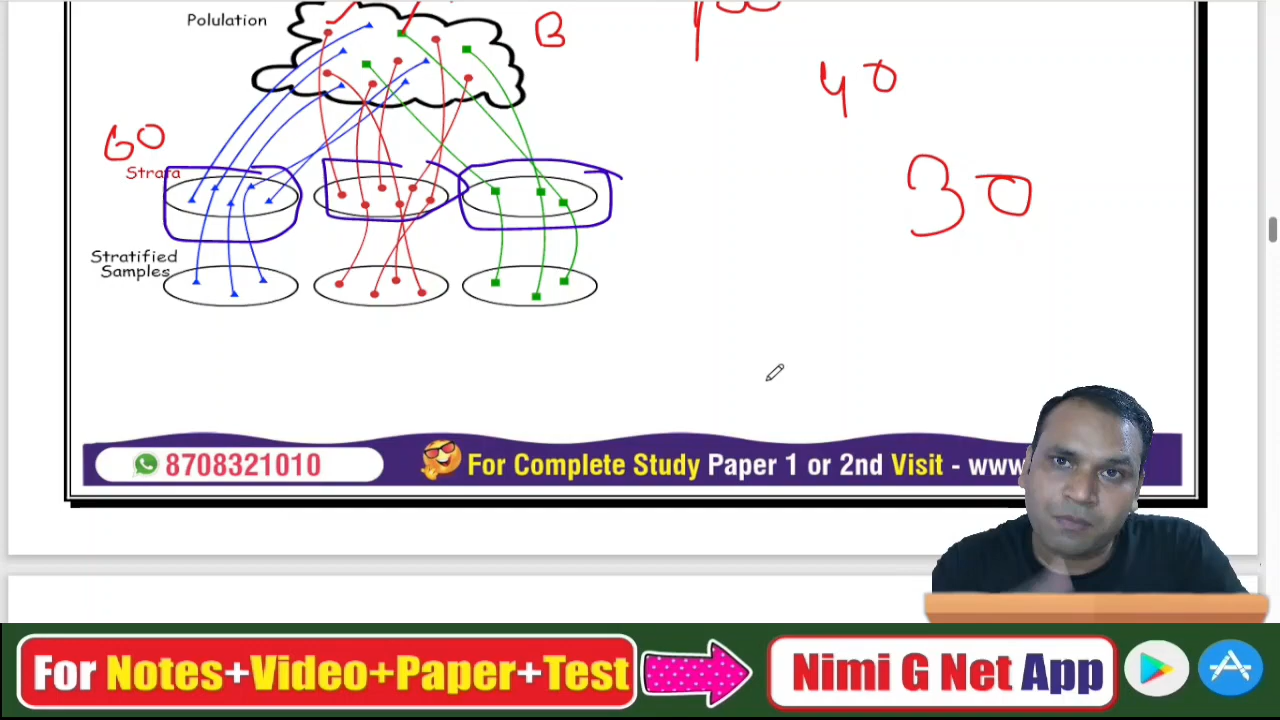 Polulation
B
40
60
30
Strata
Stratified
Samples
8708321010
For Complete Study Paper 1 or 2nd Visit - www
For Notes+Video+Paper+Test
Nimi G Net App